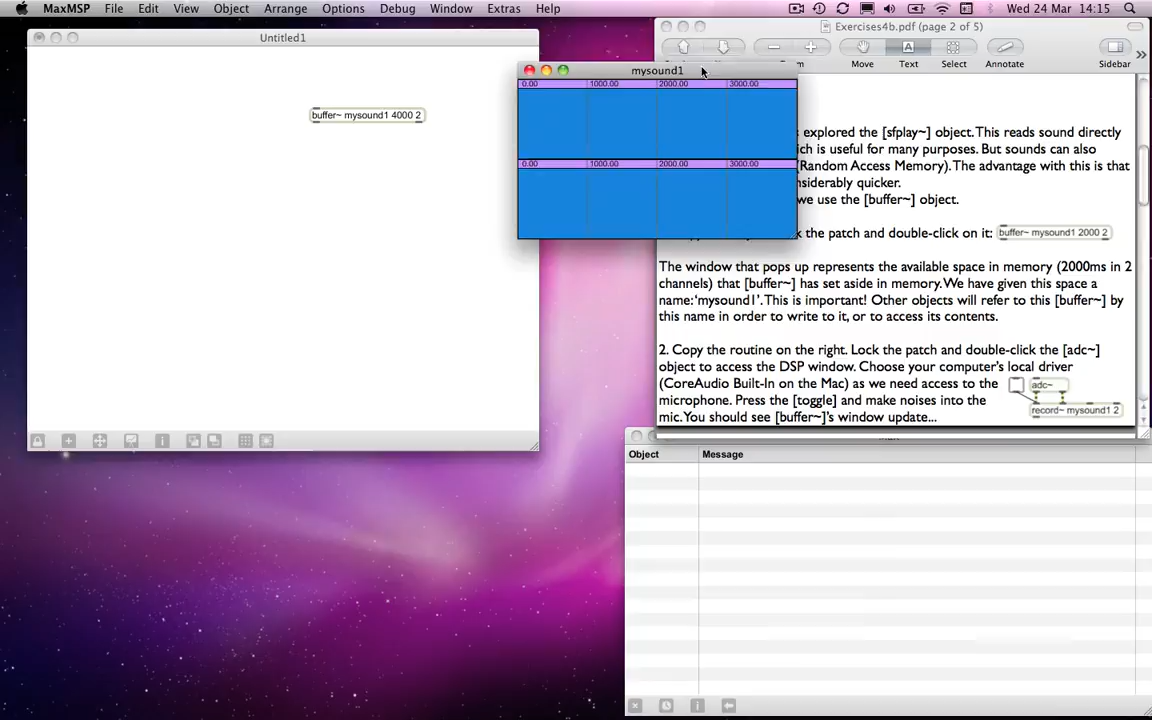 MaxMSP File Edit View Object Arrange Options Debug Window Extras Help Wed 24 Mar 14:15
Untitled1
buffer~ mysound1 4000 2
mysound1
0.00 1000.00 2000.00 3000.00
0.00 1000.00 2000.00 3000.00
Exercises4b.pdf (page 2 of 5)
Move Text Select Annotate Sidebar
explored the [sfplay~] object. This reads sound directly
ich is useful for many purposes. But sounds can also
(Random Access Memory). The advantage with this is that
nsiderably quicker.
we use the [buffer~] object.
k the patch and double-click on it: buffer~ mysound1 2000 2
The window that pops up represents the available space in memory (2000ms in 2
channels) that [buffer~] has set aside in memory. We have given this space a
name: 'mysound1'. This is important! Other objects will refer to this [buffer~] by
this name in order to write to it, or to access its contents.
2. Copy the routine on the right. Lock the patch and double-click the [adc~]
object to access the DSP window. Choose your computer's local driver
(CoreAudio Built-In on the Mac) as we need access to the
microphone. Press the [toggle] and make noises into the
mic. You should see [buffer~]'s window update...
adc~
record~ mysound1 2
Object Message